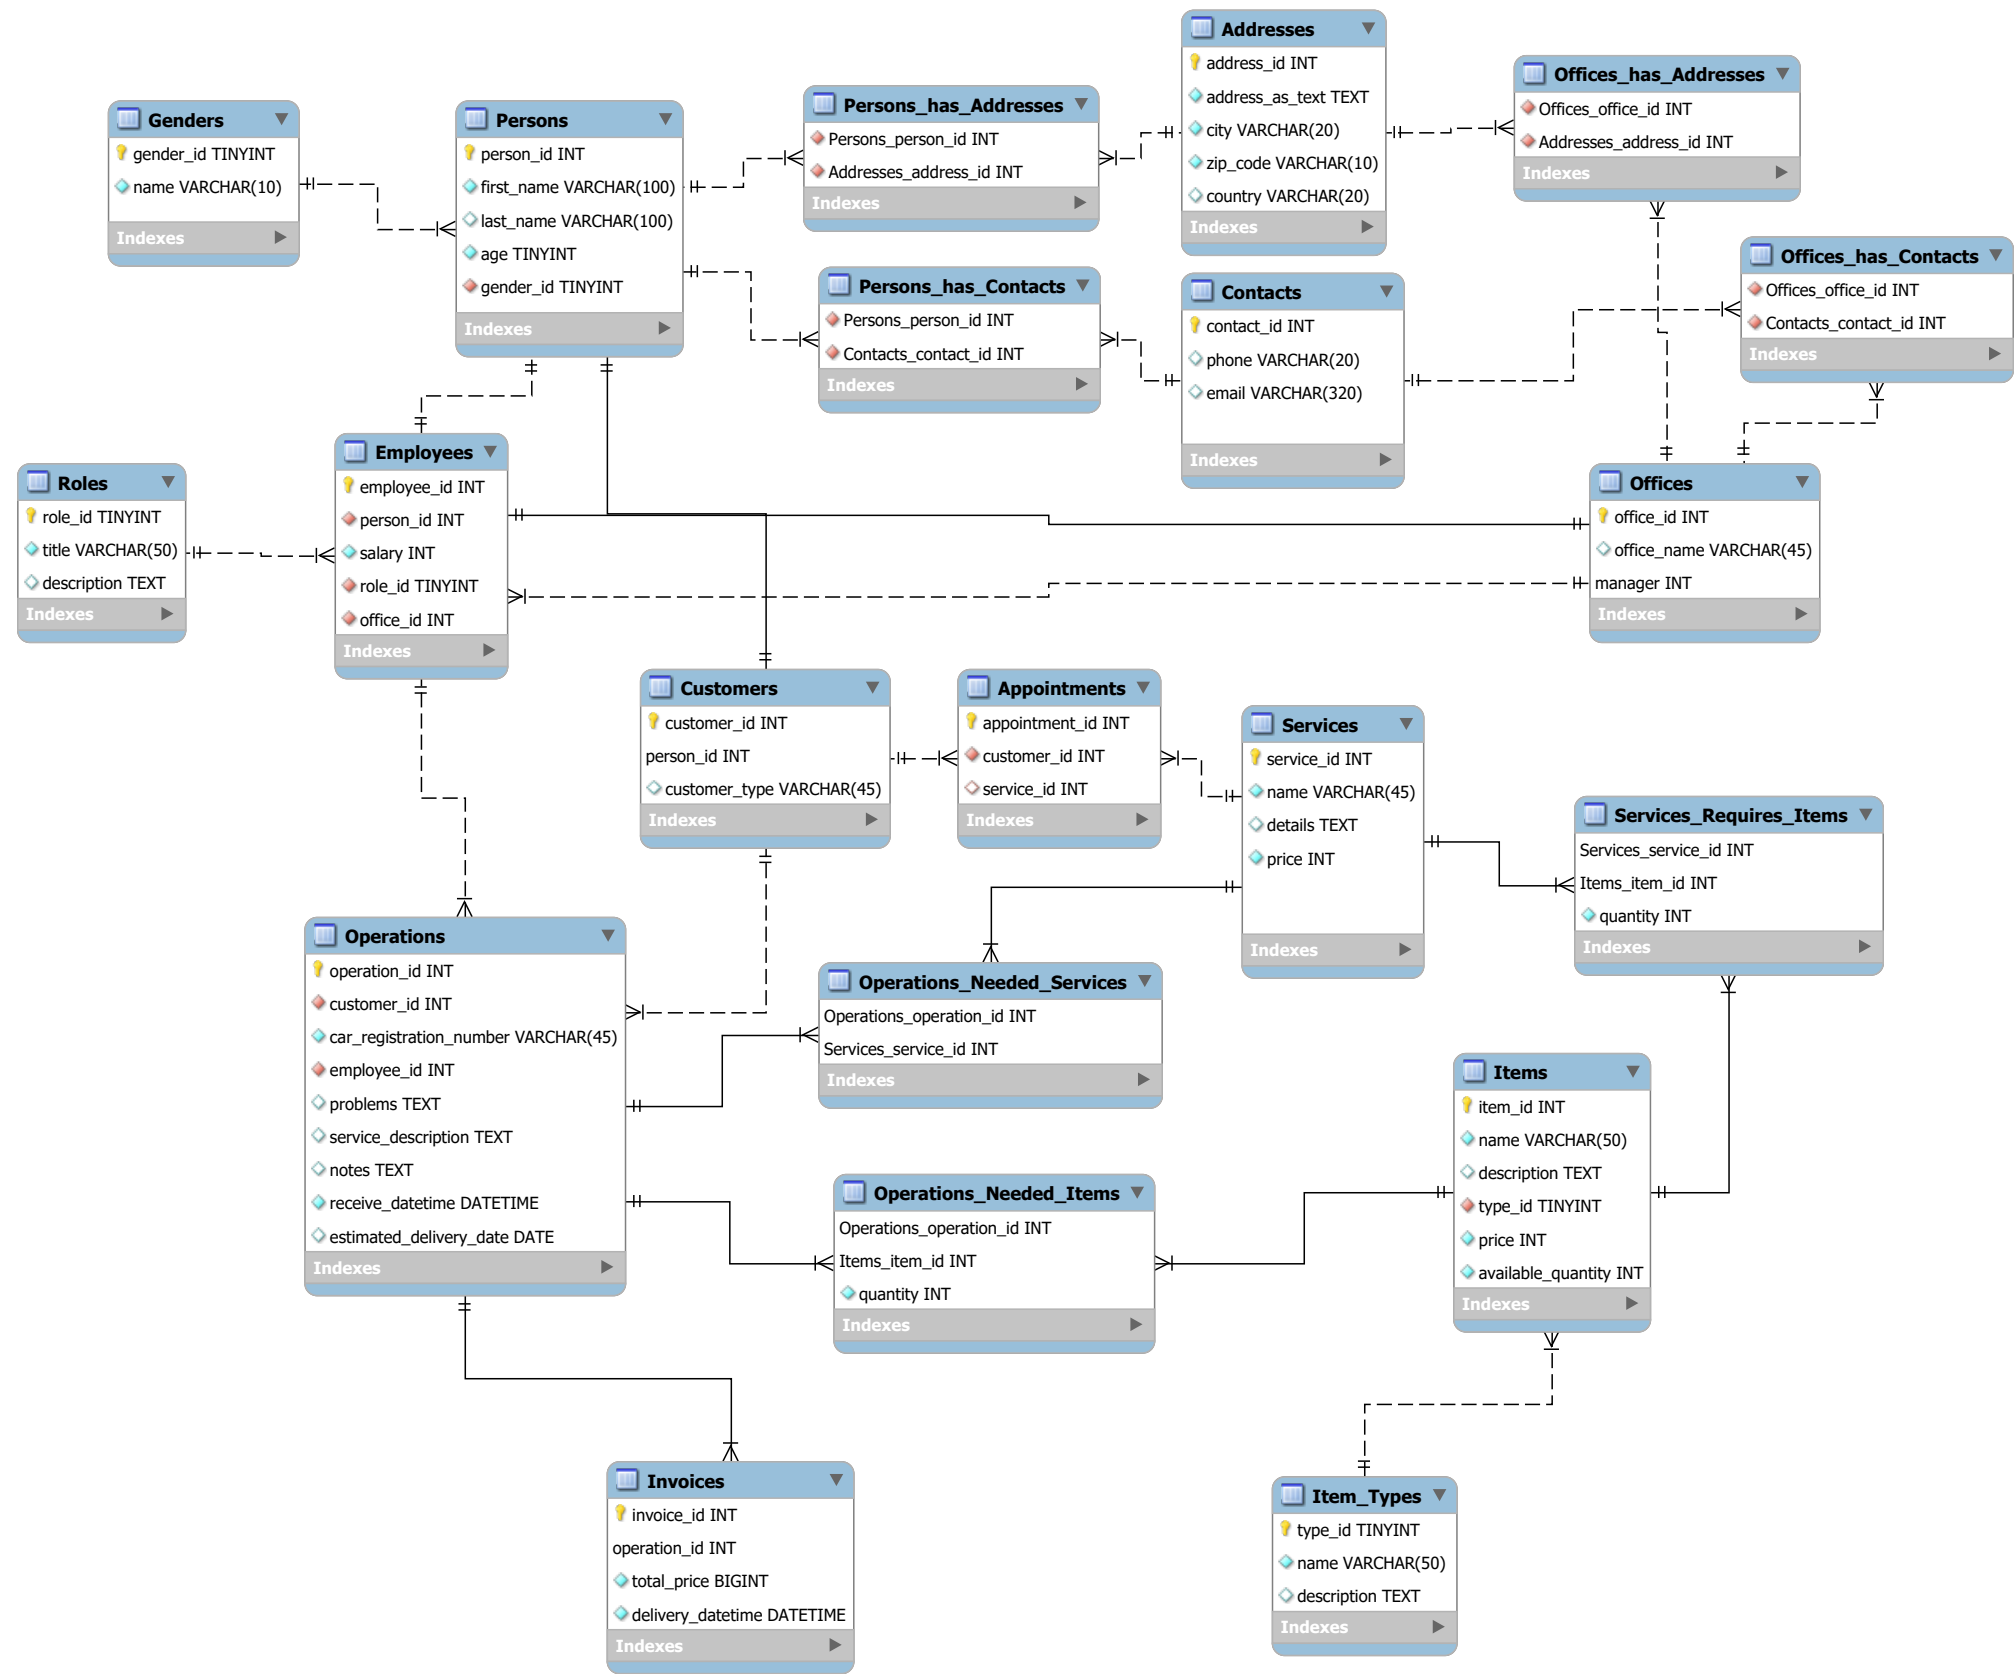 Genders
gender_id TINYINT
name VARCHAR(10)
Indexes
Persons
person_id INT
first_name VARCHAR(100)
last_name VARCHAR(100)
age TINYINT
gender_id TINYINT
Indexes
Persons_has_Addresses
Persons_person_id INT
Addresses_address_id INT
Indexes
Addresses
address_id INT
address_as_text TEXT
city VARCHAR(20)
zip_code VARCHAR(10)
country VARCHAR(20)
Indexes
Offices_has_Addresses
Offices_office_id INT
Addresses_address_id INT
Indexes
Persons_has_Contacts
Persons_person_id INT
Contacts_contact_id INT
Indexes
Contacts
contact_id INT
phone VARCHAR(20)
email VARCHAR(320)
Indexes
Offices_has_Contacts
Offices_office_id INT
Contacts_contact_id INT
Indexes
Roles
role_id TINYINT
title VARCHAR(50)
description TEXT
Indexes
Employees
employee_id INT
person_id INT
salary INT
role_id TINYINT
office_id INT
Indexes
Offices
office_id INT
office_name VARCHAR(45)
manager INT
Indexes
Customers
customer_id INT
person_id INT
customer_type VARCHAR(45)
Indexes
Appointments
appointment_id INT
customer_id INT
service_id INT
Indexes
Services
service_id INT
name VARCHAR(45)
details TEXT
price INT
Indexes
Services_Requires_Items
Services_service_id INT
Items_item_id INT
quantity INT
Indexes
Operations
operation_id INT
customer_id INT
car_registration_number VARCHAR(45)
employee_id INT
problems TEXT
service_description TEXT
notes TEXT
receive_datetime DATETIME
estimated_delivery_date DATE
Indexes
Operations_Needed_Services
Operations_operation_id INT
Services_service_id INT
Indexes
Items
item_id INT
name VARCHAR(50)
description TEXT
type_id TINYINT
price INT
available_quantity INT
Indexes
Operations_Needed_Items
Operations_operation_id INT
Items_item_id INT
quantity INT
Indexes
Invoices
invoice_id INT
operation_id INT
total_price BIGINT
delivery_datetime DATETIME
Indexes
Item_Types
type_id TINYINT
name VARCHAR(50)
description TEXT
Indexes